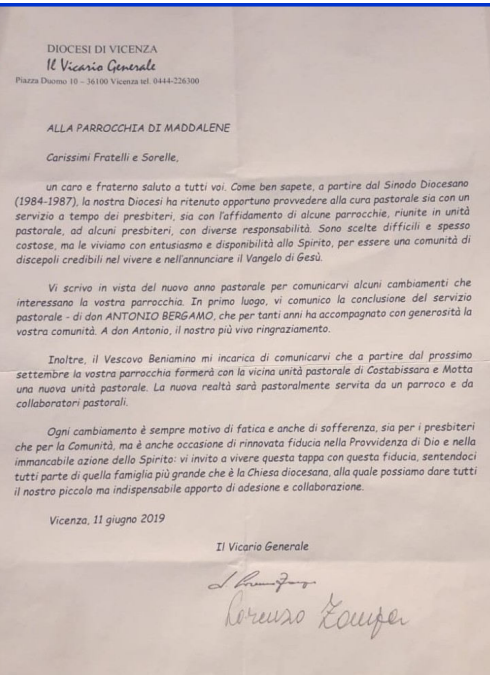 DIOCESI DI VICENZA
Il Vicario Generale
Piazza Duomo 10 – 36100 Vicenza tel. 0444-226300
ALLA PARROCCHIA DI MADDALENE
Carissimi Fratelli e Sorelle,
un caro e fraterno saluto a tutti voi. Come ben sapete, a partire dal Sinodo Diocesano
(1984-1987), la nostra Diocesi ha ritenuto opportuno provvedere alla cura pastorale sia con un
servizio a tempo dei presbiteri, sia con l'affidamento di alcune parrocchie, riunite in unità
pastorale, ad alcuni presbiteri, con diverse responsabilità. Sono scelte difficili e spesso
costose, ma le viviamo con entusiasmo e disponibilità allo Spirito, per essere una comunità di
discepoli credibili nel vivere e nell'annunciare il Vangelo di Gesù.
Vi scrivo in vista del nuovo anno pastorale per comunicarvi alcuni cambiamenti che
interessano la vostra parrocchia. In primo luogo, vi comunico la conclusione del servizio
pastorale - di don ANTONIO BERGAMO, che per tanti anni ha accompagnato con generosità la
vostra comunità. A don Antonio, il nostro più vivo ringraziamento.
Inoltre, il Vescovo Beniamino mi incarica di comunicarvi che a partire dal prossimo
settembre la vostra parrocchia formerà con la vicina unità pastorale di Costabissara e Motta
una nuova unità pastorale. La nuova realtà sarà pastoralmente servita da un parroco e da
collaboratori pastorali.
Ogni cambiamento è sempre motivo di fatica e anche di sofferenza, sia per i presbiteri
che per la Comunità, ma è anche occasione di rinnovata fiducia nella Provvidenza di Dio e nella
immancabile azione dello Spirito: vi invito a vivere questa tappa con questa fiducia, sentendoci
tutti parte di quella famiglia più grande che è la Chiesa diocesana, alla quale possiamo dare tutti
il nostro piccolo ma indispensabile apporto di adesione e collaborazione.
Vicenza, 11 giugno 2019
Il Vicario Generale
Lorenzo Zaupa